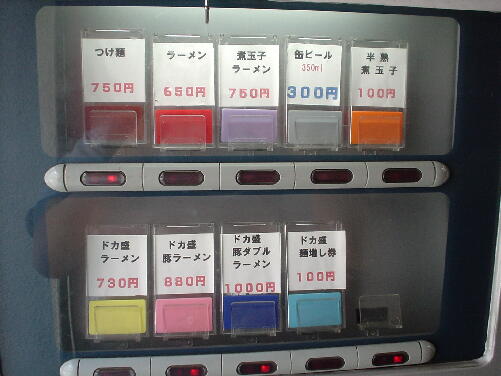 つけ麺
750円
ラーメン
650円
煮玉子
ラーメン
750円
缶ビール
350ml
300円
半熟
煮玉子
100円
ドカ盛
ラーメン
730円
ドカ盛
豚ラーメン
880円
ドカ盛
豚ダブル
ラーメン
1000円
ドカ盛
麺増し券
100円